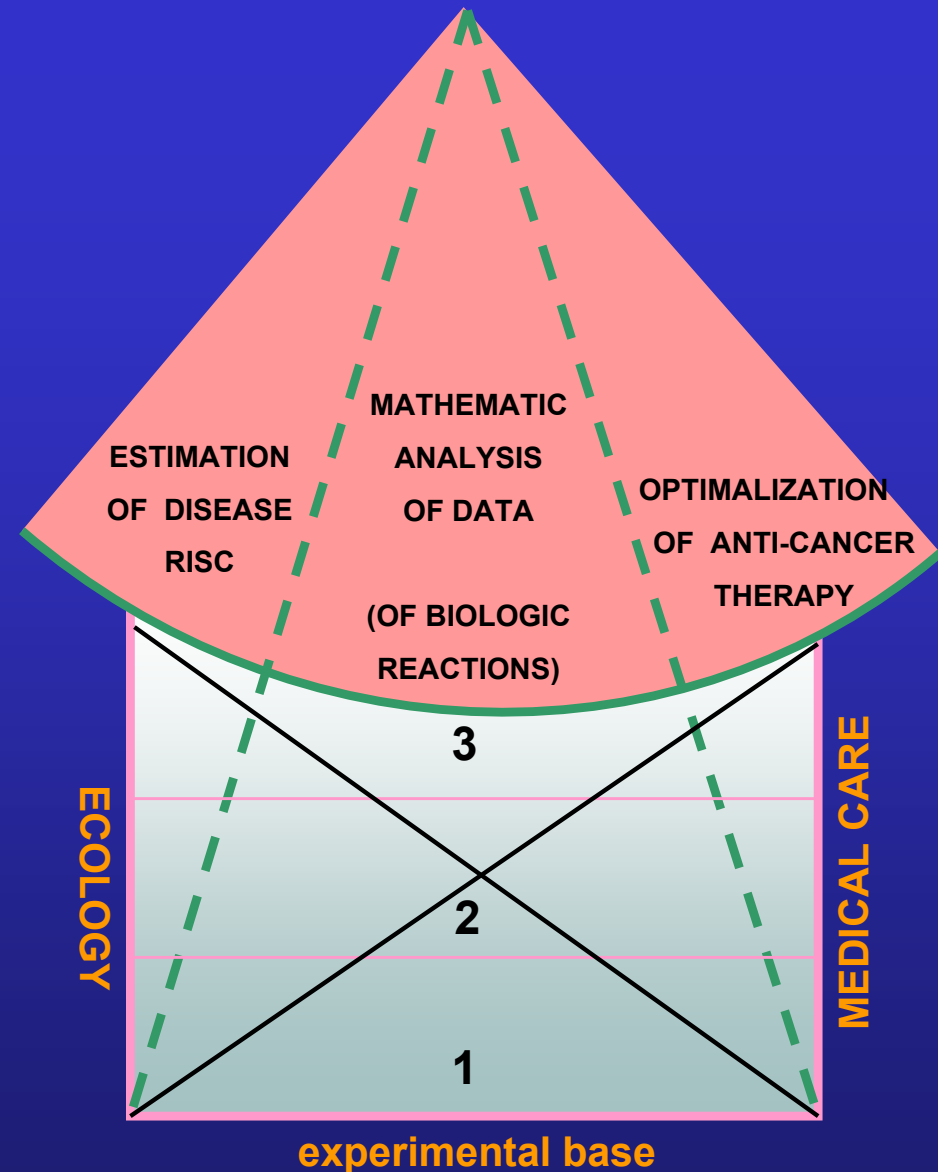 ESTIMATION
OF DISEASE
RISC
MATHEMATIC
ANALYSIS
OF DATA
(OF BIOLOGIC
REACTIONS)
OPTIMALIZATION
OF ANTI-CANCER
THERAPY
3
2
1
ECOLOGY
MEDICAL CARE
experimental base